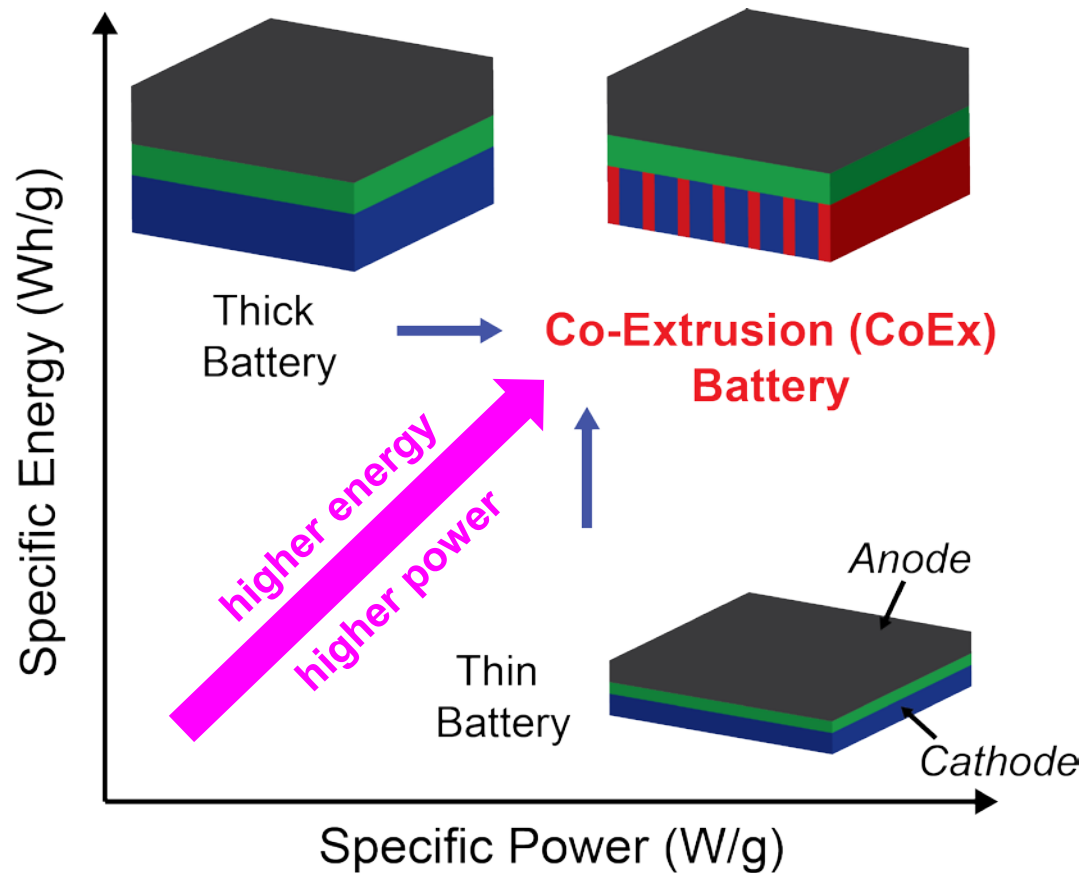 Specific Energy (Wh/g)
Thick
Battery
Co-Extrusion (CoEx)
Battery
higher energy
higher power
Anode
Thin
Battery
Cathode
Specific Power (W/g)